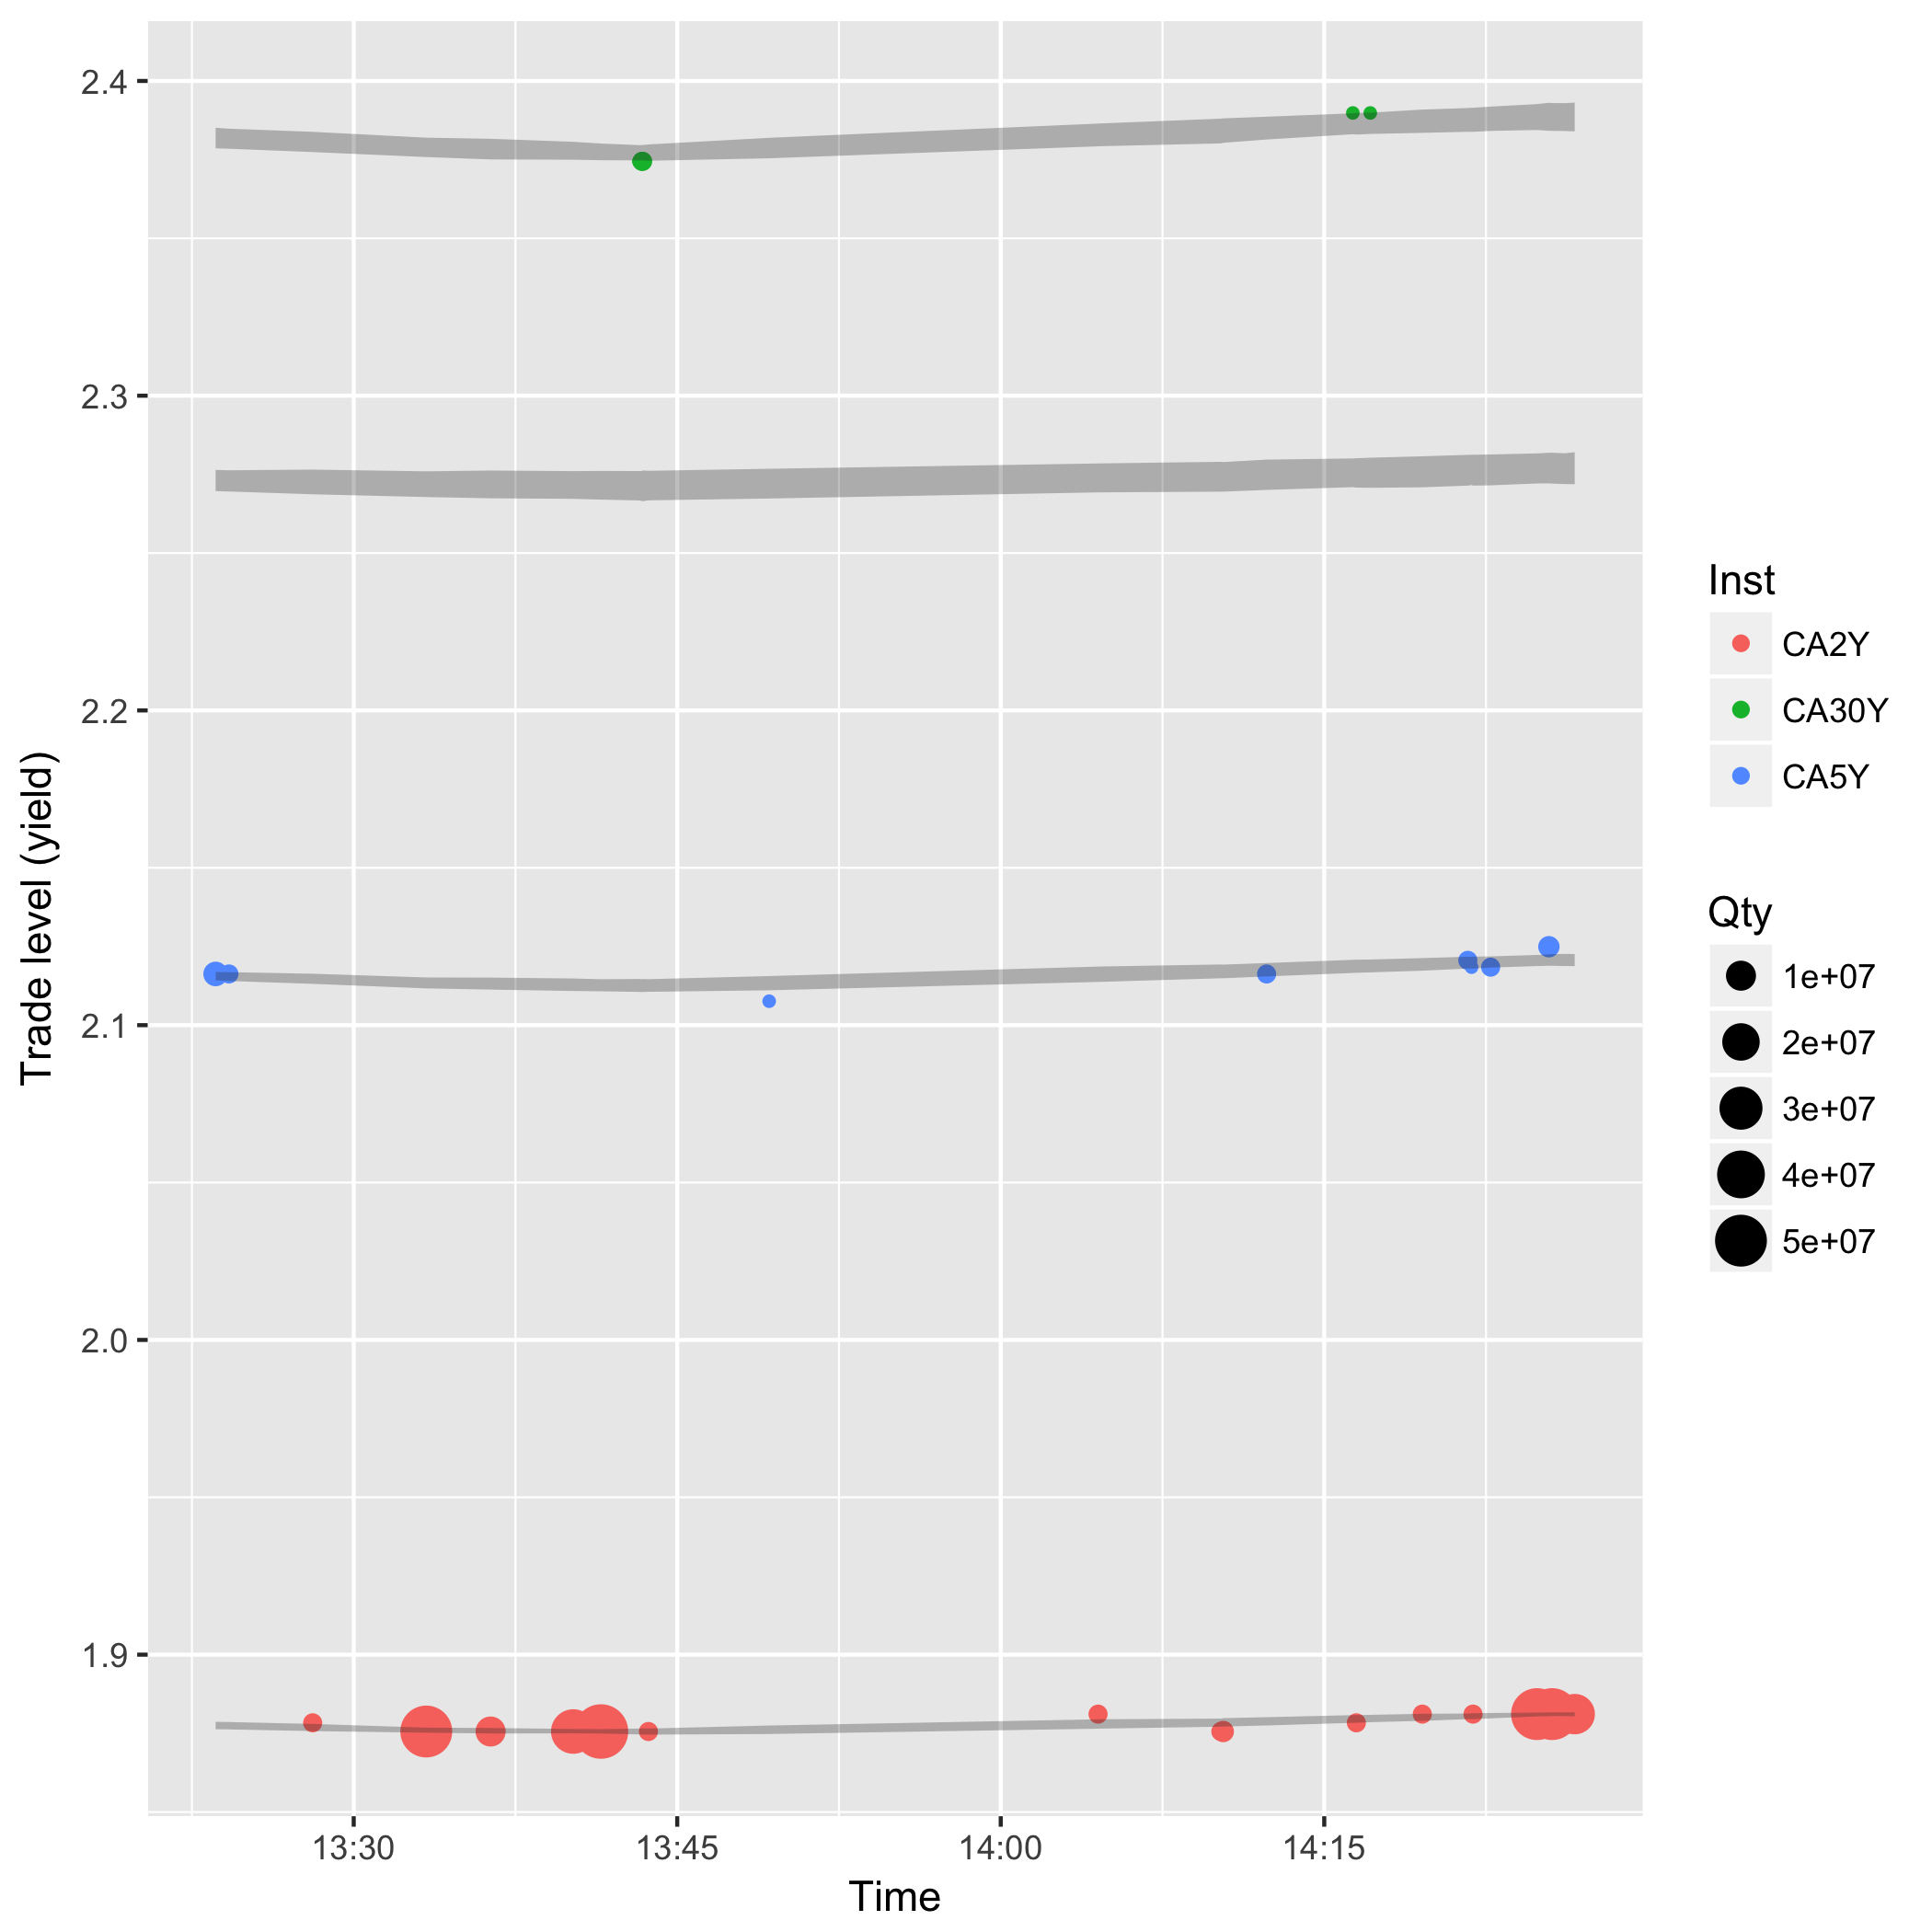 Trade level (yield)
2.4
2.3
2.2
2.1
2.0
1.9
13:30
13:45
14:00
14:15
Time
Inst
CA2Y
CA30Y
CA5Y
Qty
1e+07
2e+07
3e+07
4e+07
5e+07